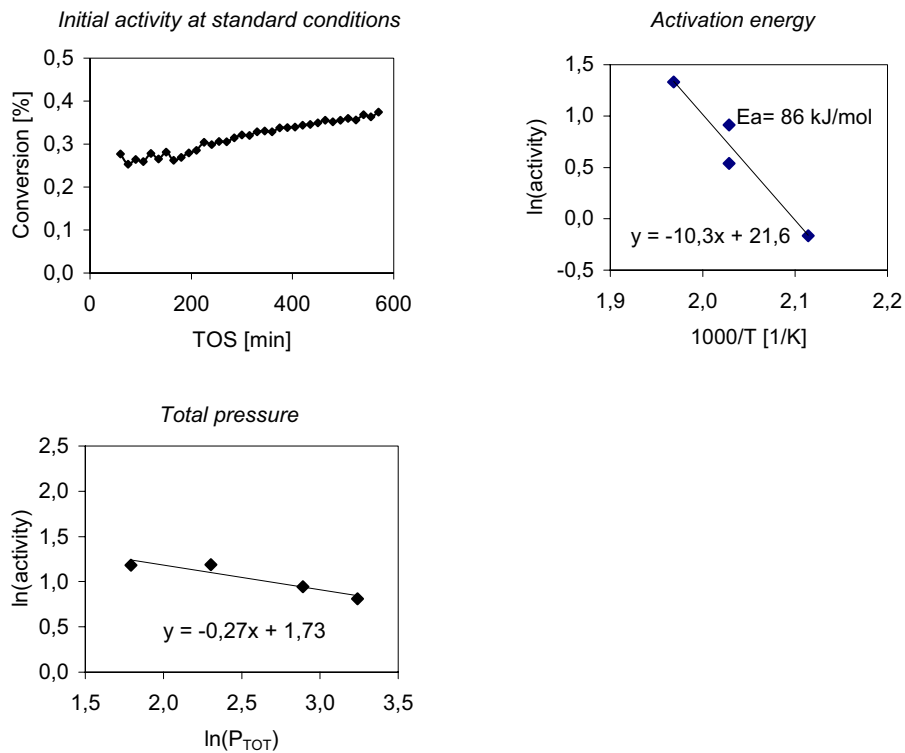 Initial activity at standard conditions
0,5
0,4
0,3
0,2
0,1
0,0
Conversion [%]
0 200 400 600
TOS [min]
Activation energy
1,5
1,0
0,5
0,0
-0,5
ln(activity)
Ea= 86 kJ/mol
y = -10,3x + 21,6
1,9 2,0 2,1 2,2
1000/T [1/K]
Total pressure
2,5
2,0
1,5
1,0
0,5
0,0
ln(activity)
y = -0,27x + 1,73
1,5 2,0 2,5 3,0 3,5
ln(P_TOT)